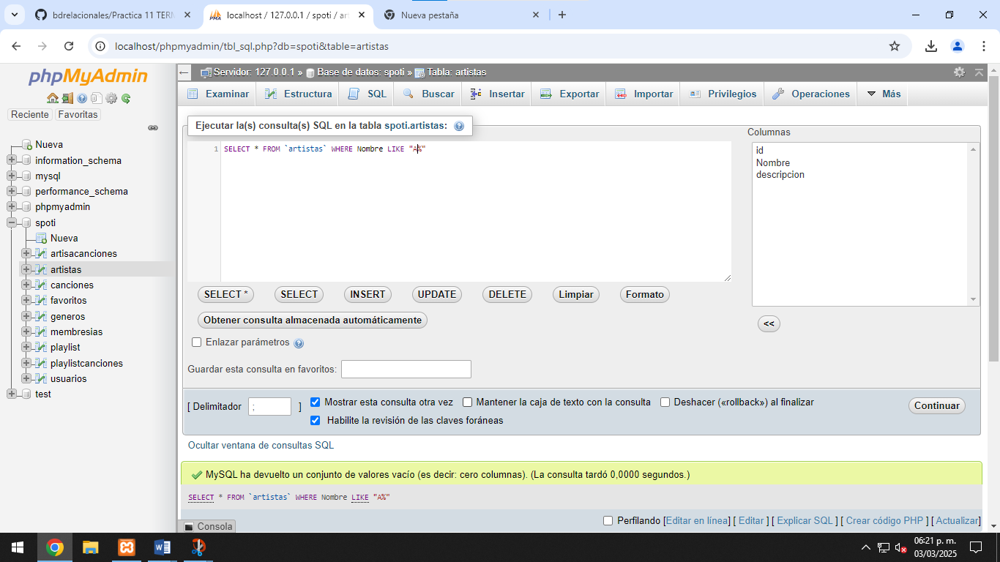 bdrelacionales/Practica 11 TERM
localhost / 127.0.0.1 / spoti / art
Nueva pestaña
localhost/phpmyadmin/tbl_sql.php?db=spoti&table=artistas
phpMyAdmin
Reciente Favoritas
Nueva
information_schema
mysql
performance_schema
phpmyadmin
spoti
Nueva
artisacanciones
artistas
canciones
favoritos
generos
membresias
playlist
playlistcanciones
usuarios
test
Servidor: 127.0.0.1 » Base de datos: spoti » Tabla: artistas
Examinar Estructura SQL Buscar Insertar Exportar Importar Privilegios Operaciones Más
Ejecutar la(s) consulta(s) SQL en la tabla spoti.artistas:
1 SELECT * FROM `artistas` WHERE Nombre LIKE "A%"
Columnas
id
Nombre
descripcion
SELECT * SELECT INSERT UPDATE DELETE Limpiar Formato
Obtener consulta almacenada automáticamente
<<
Enlazar parámetros
Guardar esta consulta en favoritos:
[ Delimitador ; ] Mostrar esta consulta otra vez Mantener la caja de texto con la consulta Deshacer («rollback») al finalizar
Habilite la revisión de las claves foráneas
Continuar
Ocultar ventana de consultas SQL
MySQL ha devuelto un conjunto de valores vacío (es decir: cero columnas). (La consulta tardó 0,0000 segundos.)
SELECT * FROM `artistas` WHERE Nombre LIKE "A%"
Perfilando [Editar en línea] [ Editar ] [ Explicar SQL ] [ Crear código PHP ] [ Actualizar]
Consola
06:21 p. m.
03/03/2025